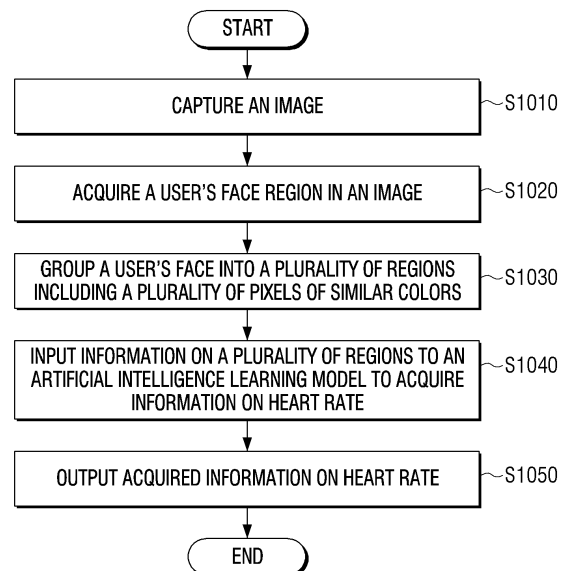 START
CAPTURE AN IMAGE
S1010
ACQUIRE A USER'S FACE REGION IN AN IMAGE
S1020
GROUP A USER'S FACE INTO A PLURALITY OF REGIONS
INCLUDING A PLURALITY OF PIXELS OF SIMILAR COLORS
S1030
INPUT INFORMATION ON A PLURALITY OF REGIONS TO AN
ARTIFICIAL INTELLIGENCE LEARNING MODEL TO ACQUIRE
INFORMATION ON HEART RATE
S1040
OUTPUT ACQUIRED INFORMATION ON HEART RATE
S1050
END